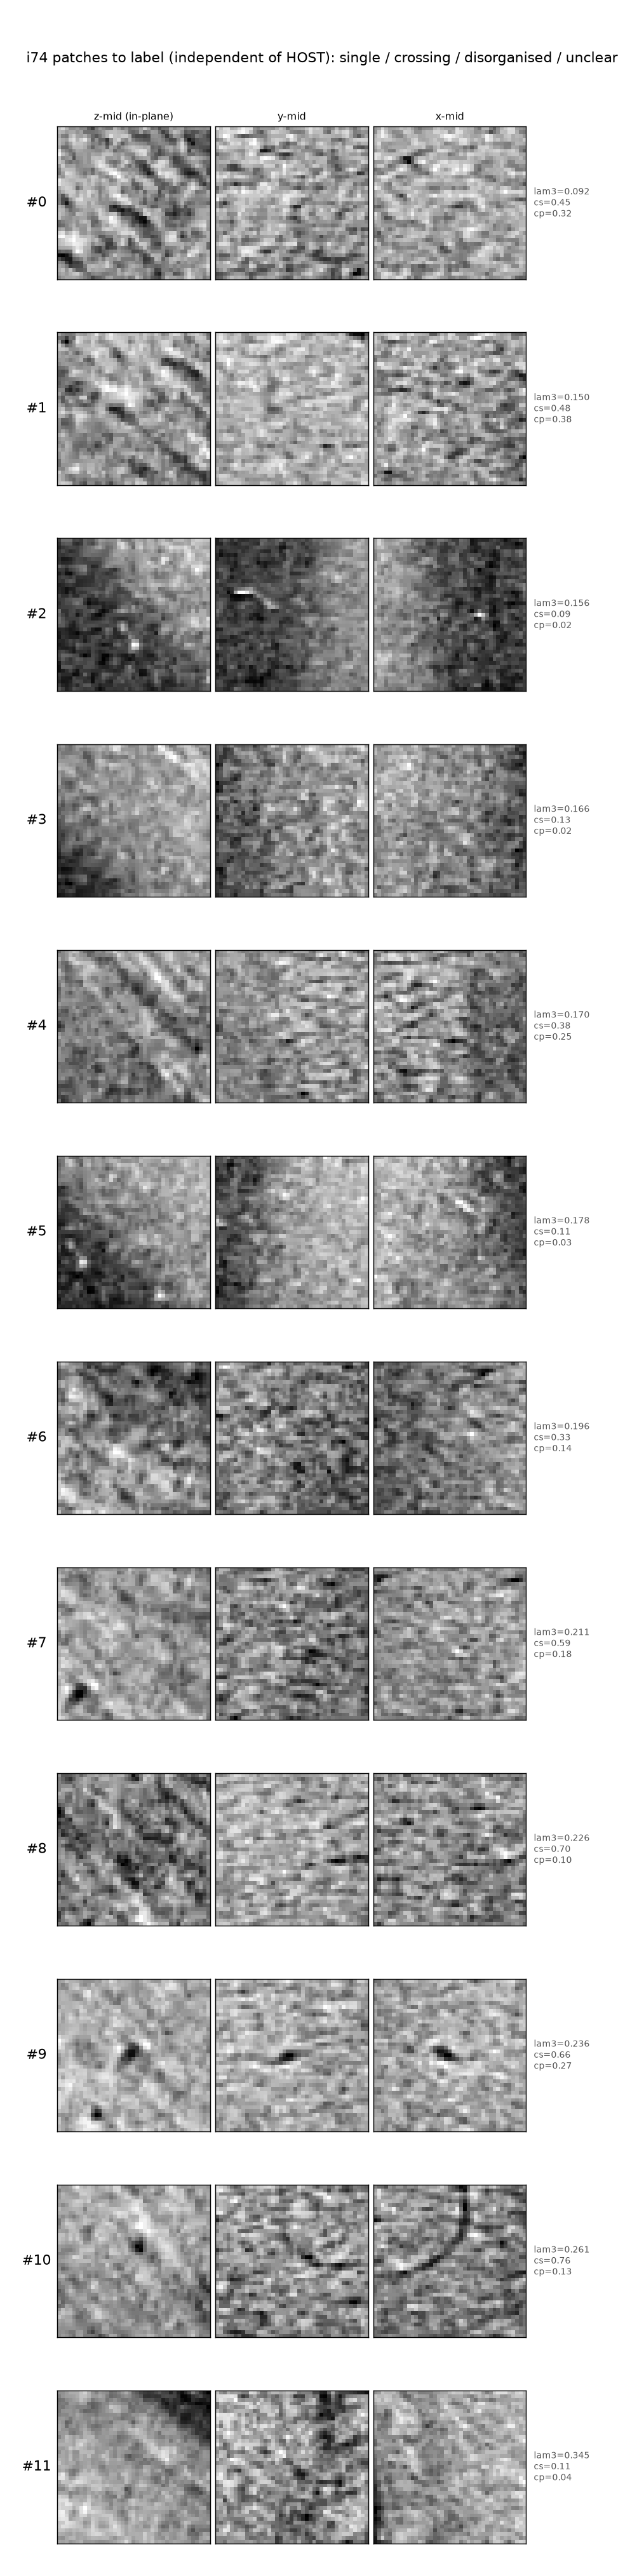 i74 patches to label (independent of HOST): single / crossing / disorganised / unclear
z-mid (in-plane) y-mid x-mid
#0
lam3=0.092
cs=0.45
cp=0.32
#1
lam3=0.150
cs=0.48
cp=0.38
#2
lam3=0.156
cs=0.09
cp=0.02
#3
lam3=0.166
cs=0.13
cp=0.02
#4
lam3=0.170
cs=0.38
cp=0.25
#5
lam3=0.178
cs=0.11
cp=0.03
#6
lam3=0.196
cs=0.33
cp=0.14
#7
lam3=0.211
cs=0.59
cp=0.18
#8
lam3=0.226
cs=0.70
cp=0.10
#9
lam3=0.236
cs=0.66
cp=0.27
#10
lam3=0.261
cs=0.76
cp=0.13
#11
lam3=0.345
cs=0.11
cp=0.04